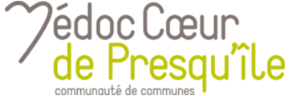 Médoc Cœur
de Presqu'île
communauté de communes